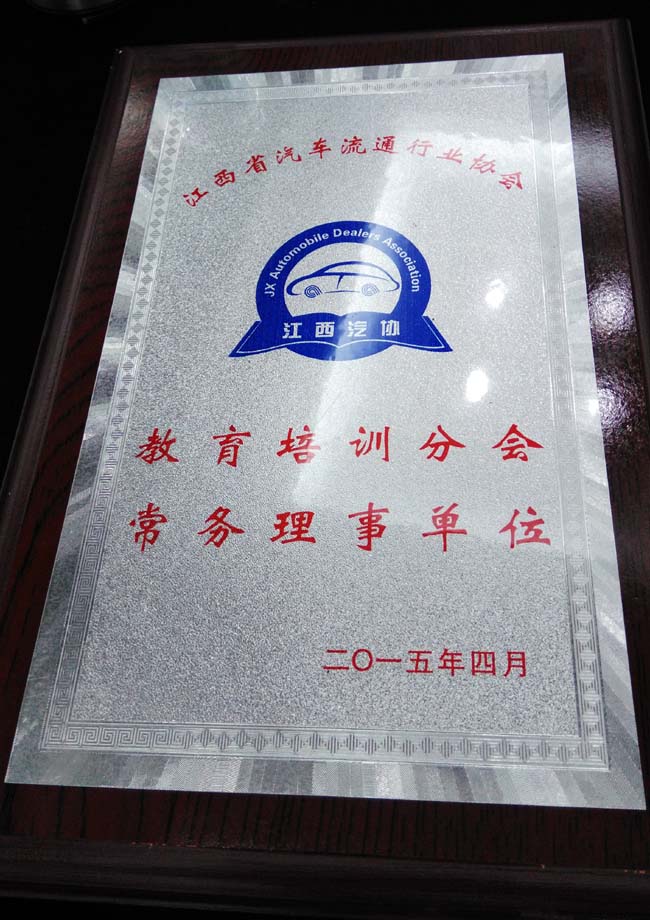 江西省汽车流通行业协会
JX Automobile Dealers Association
江西汽协
教育培训分会
常务理事单位
二〇一五年四月